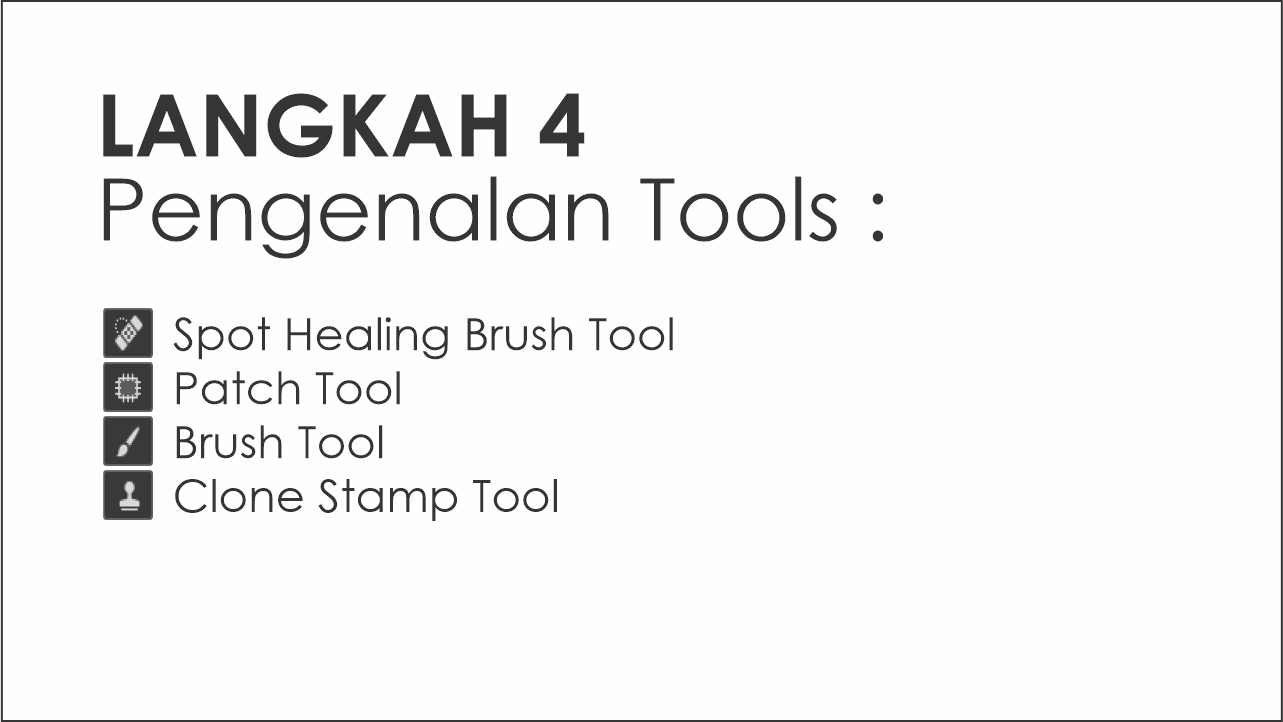 LANGKAH 4
Pengenalan Tools :
Spot Healing Brush Tool
Patch Tool
Brush Tool
Clone Stamp Tool